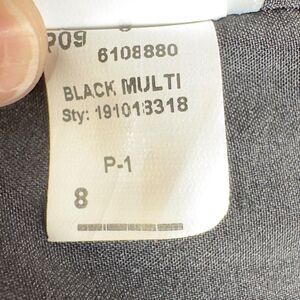 P09
6108880
BLACK MULTI
Sty: 191013318
P-1
8